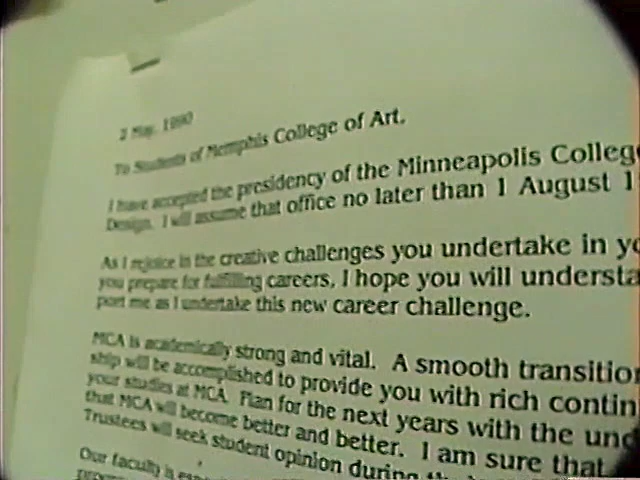 2 May, 1990
To Students of Memphis College of Art,
I have accepted the presidency of the Minneapolis Colleg
Design. I will assume that office no later than 1 August 1
As I rejoice in the creative challenges you undertake in yo
you prepare for fulfilling careers, I hope you will understa
port me as I undertake this new career challenge.
MCA is academically strong and vital. A smooth transition
ship will be accomplished to provide you with rich contin
your studies at MCA. Plan for the next years with the und
that MCA will become better and better. I am sure that
Trustees will seek student opinion during
Our faculty is